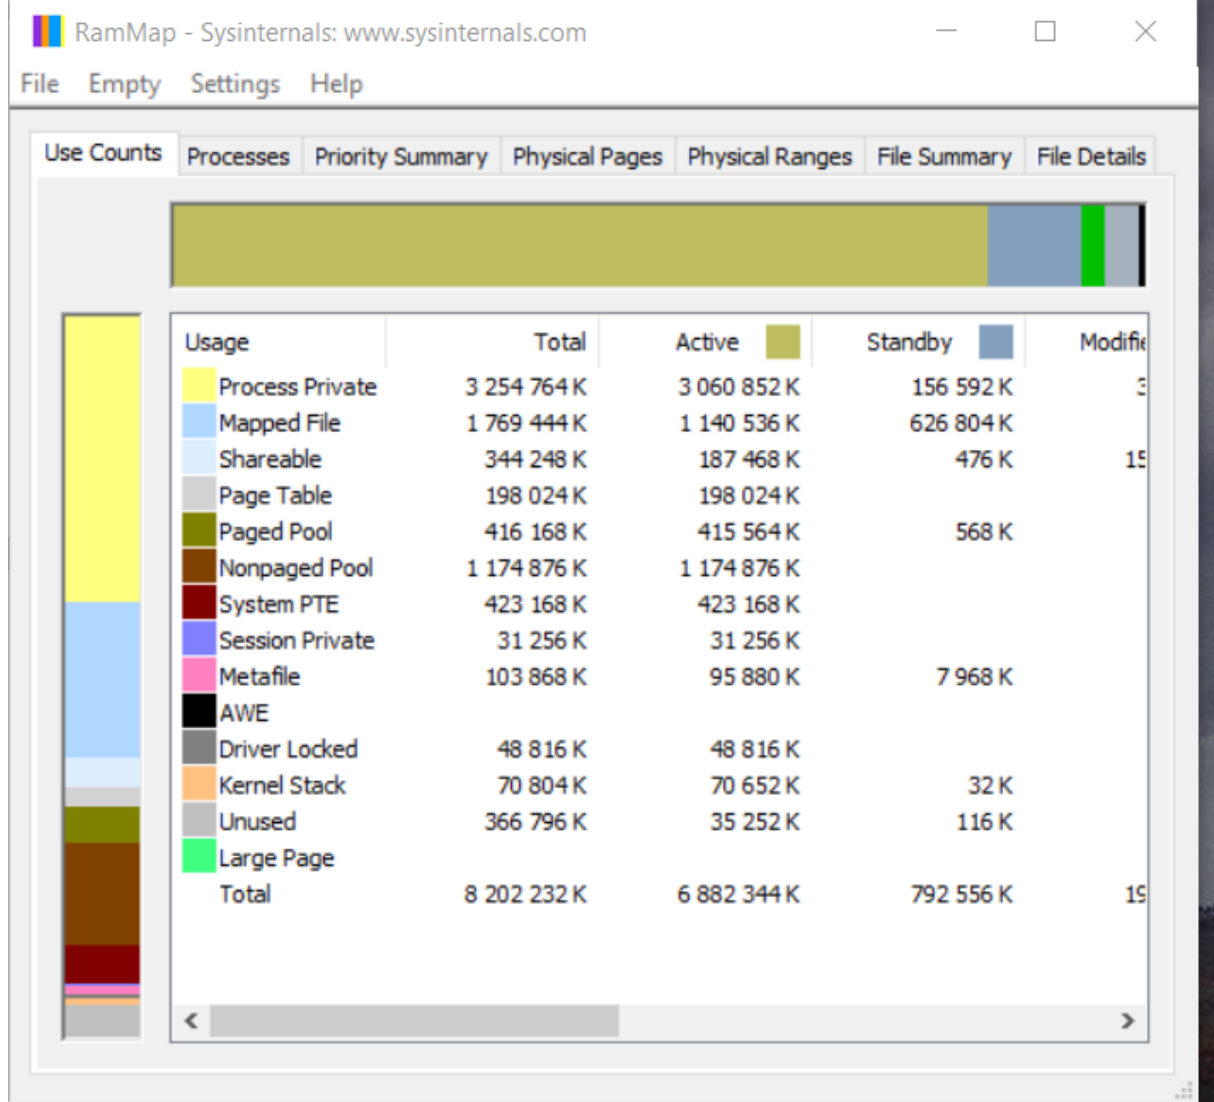 RamMap - Sysinternals: www.sysinternals.com
File Empty Settings Help
Use Counts Processes Priority Summary Physical Pages Physical Ranges File Summary File Details
Usage Total Active Standby Modifie
Process Private 3 254 764 K 3 060 852 K 156 592 K 3
Mapped File 1 769 444 K 1 140 536 K 626 804 K
Shareable 344 248 K 187 468 K 476 K 15
Page Table 198 024 K 198 024 K
Paged Pool 416 168 K 415 564 K 568 K
Nonpaged Pool 1 174 876 K 1 174 876 K
System PTE 423 168 K 423 168 K
Session Private 31 256 K 31 256 K
Metafile 103 868 K 95 880 K 7 968 K
AWE
Driver Locked 48 816 K 48 816 K
Kernel Stack 70 804 K 70 652 K 32 K
Unused 366 796 K 35 252 K 116 K
Large Page
Total 8 202 232 K 6 882 344 K 792 556 K 19